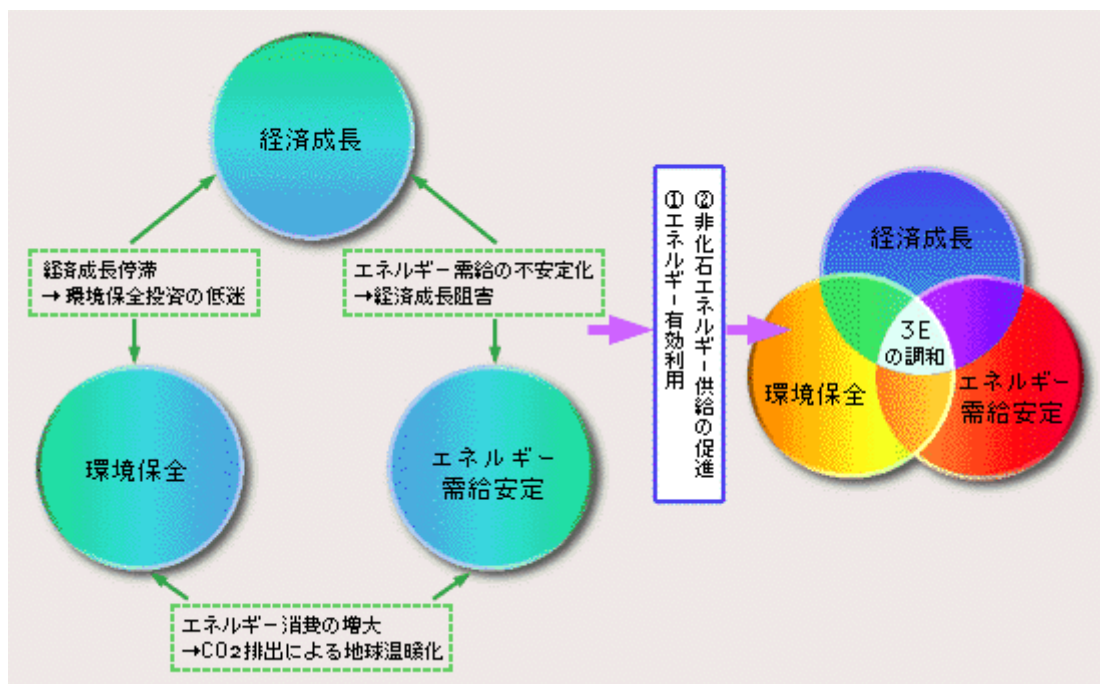 経済成長
経済成長停滞
→環境保全投資の低迷
エネルギー需給の不安定化
→経済成長阻害
環境保全
エネルギー
需給安定
エネルギー消費の増大
→CO2排出による地球温暖化
①エネルギー有効利用
②非化石エネルギー供給の促進
経済成長
3E
の調和
環境保全
エネルギー
需給安定